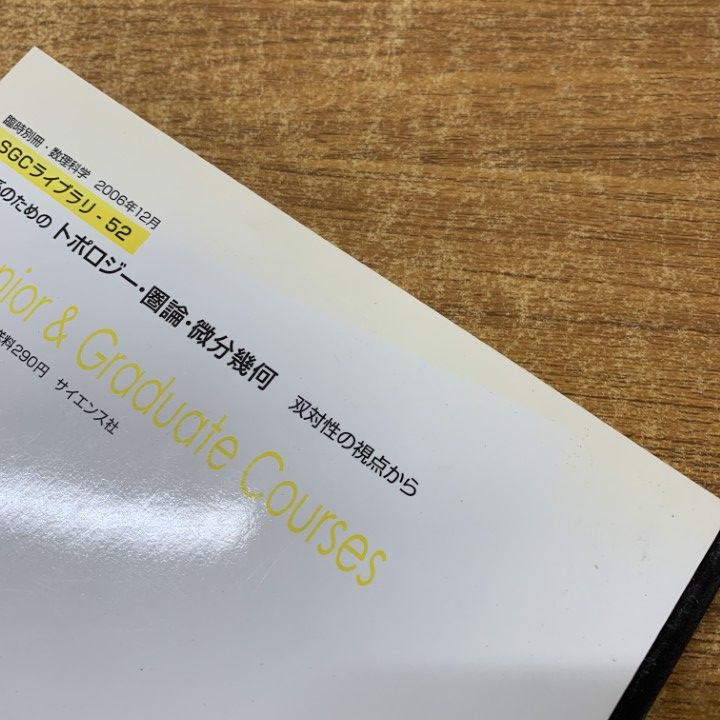 臨時別冊・数理科学 2006年12月
SGCライブラリ-52
のための トポロジー・圏論・微分幾何 双対性の視点から
nior & Graduate Courses
料290円 サイエンス社